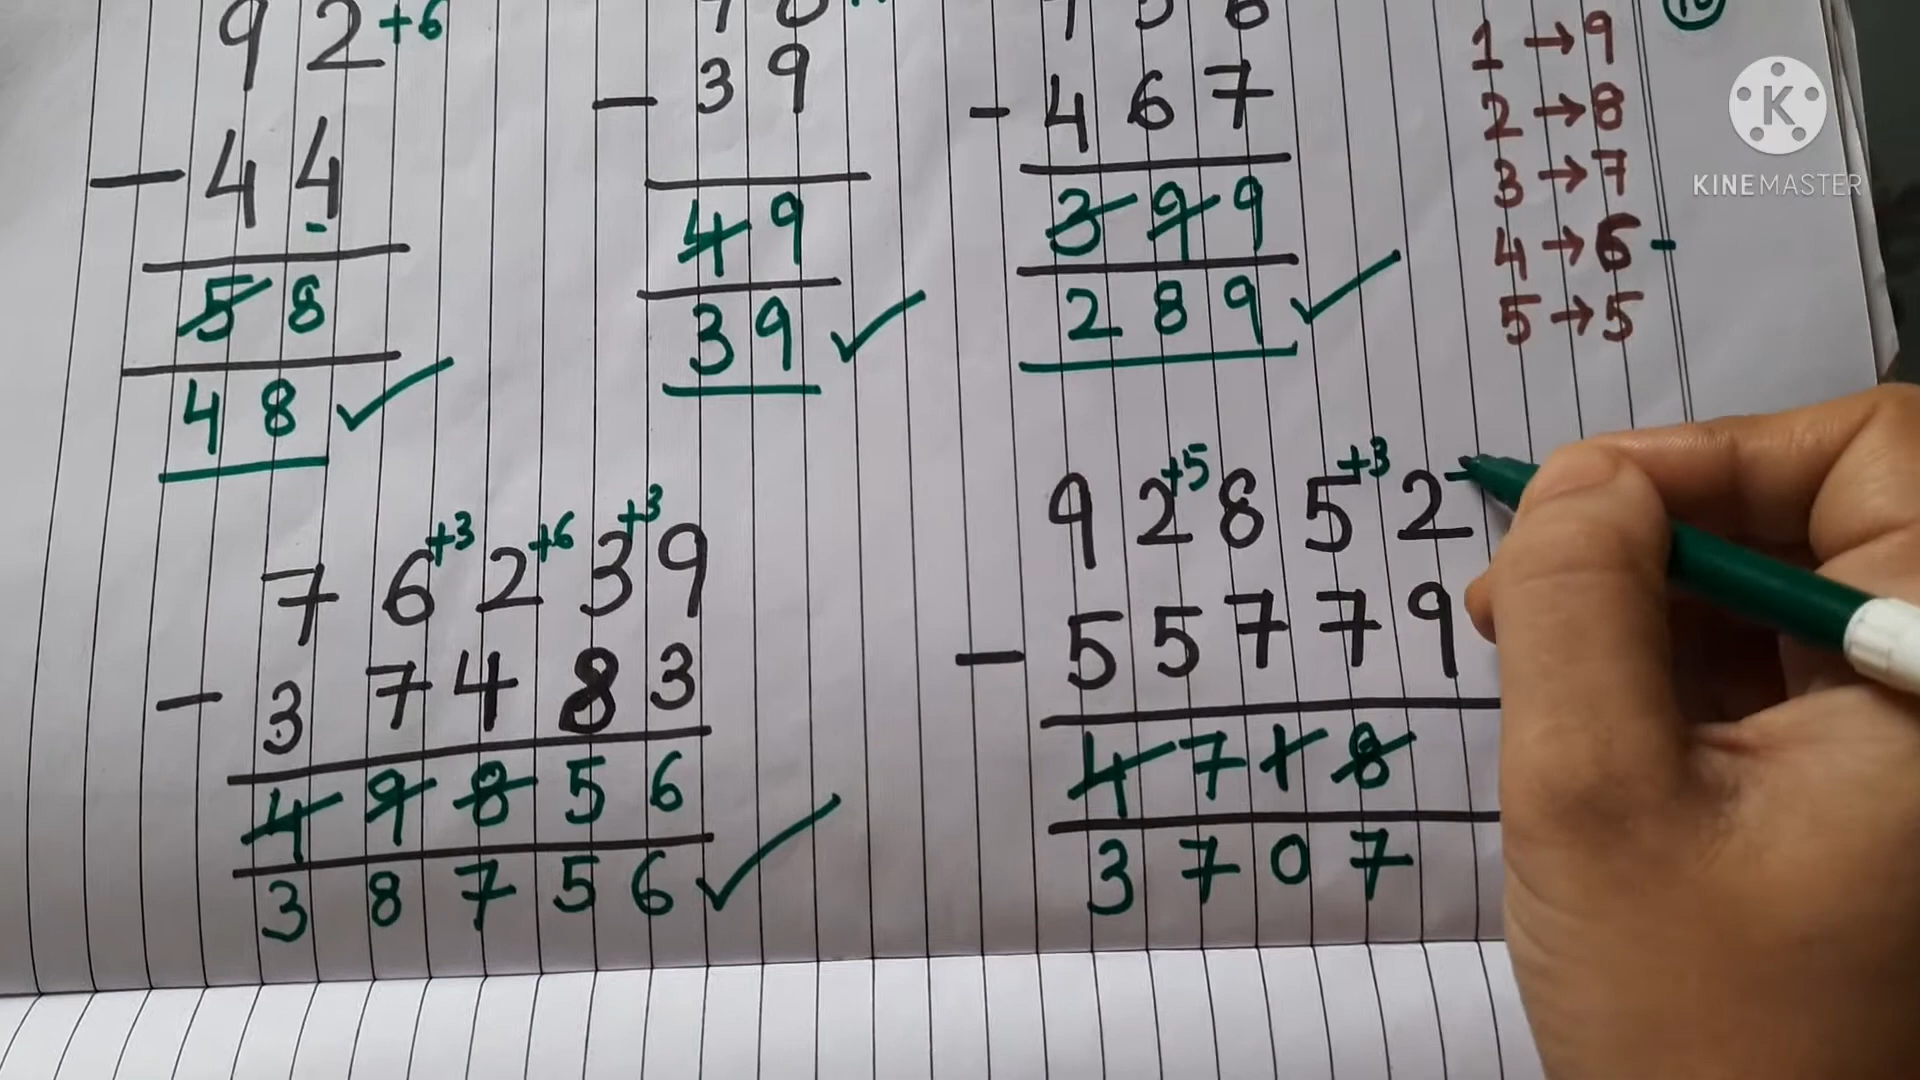 92+6
- 44
58
48
- 39
49
39
- 467
399
289
1 → 9
2 → 8
3 → 7
4 → 6 -
5 → 5
KINEMASTER
K
7 6+3 2+6 3+3 9
- 3 7 4 8 3
4 9 8 5 6
3 8 7 5 6
9 2+5 8 5+3 2
- 5 5 7 7 9
4 7 1 8
3 7 0 7